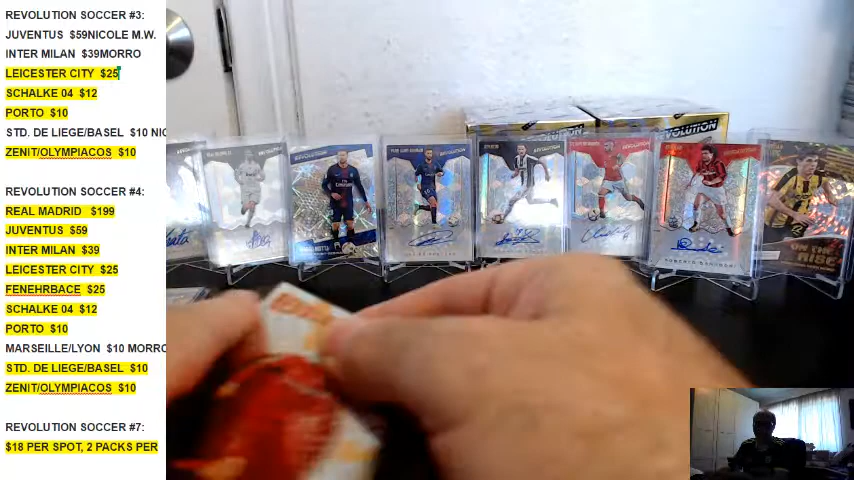 REVOLUTION SOCCER #3:
JUVENTUS $59NICOLE M.W.
INTER MILAN $39MORRO
LEICESTER CITY $25
SCHALKE 04 $12
PORTO $10
STD. DE LIEGE/BASEL $10 NIC
ZENIT/OLYMPIACOS $10
REVOLUTION SOCCER #4:
REAL MADRID $199
JUVENTUS $59
INTER MILAN $39
LEICESTER CITY $25
FENEHRBACE $25
SCHALKE 04 $12
PORTO $10
MARSEILLE/LYON $10 MORRO
STD. DE LIEGE/BASEL $10
ZENIT/OLYMPIACOS $10
REVOLUTION SOCCER #7:
$18 PER SPOT, 2 PACKS PER
REVOLUTION
REVOLUTION
ON THE
RISE